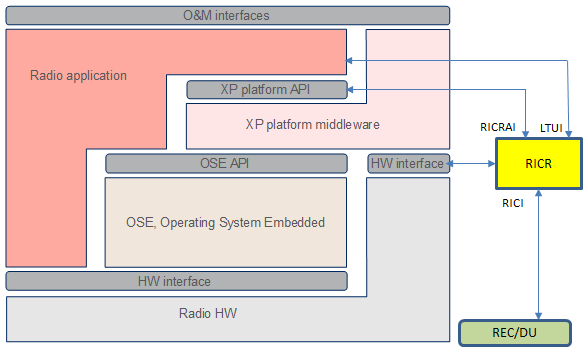 O&M interfaces
Radio application
XP platform API
XP platform middleware
RICRAI
LTUI
OSE API
HW interface
RICR
RICI
OSE, Operating System Embedded
HW interface
Radio HW
REC/DU